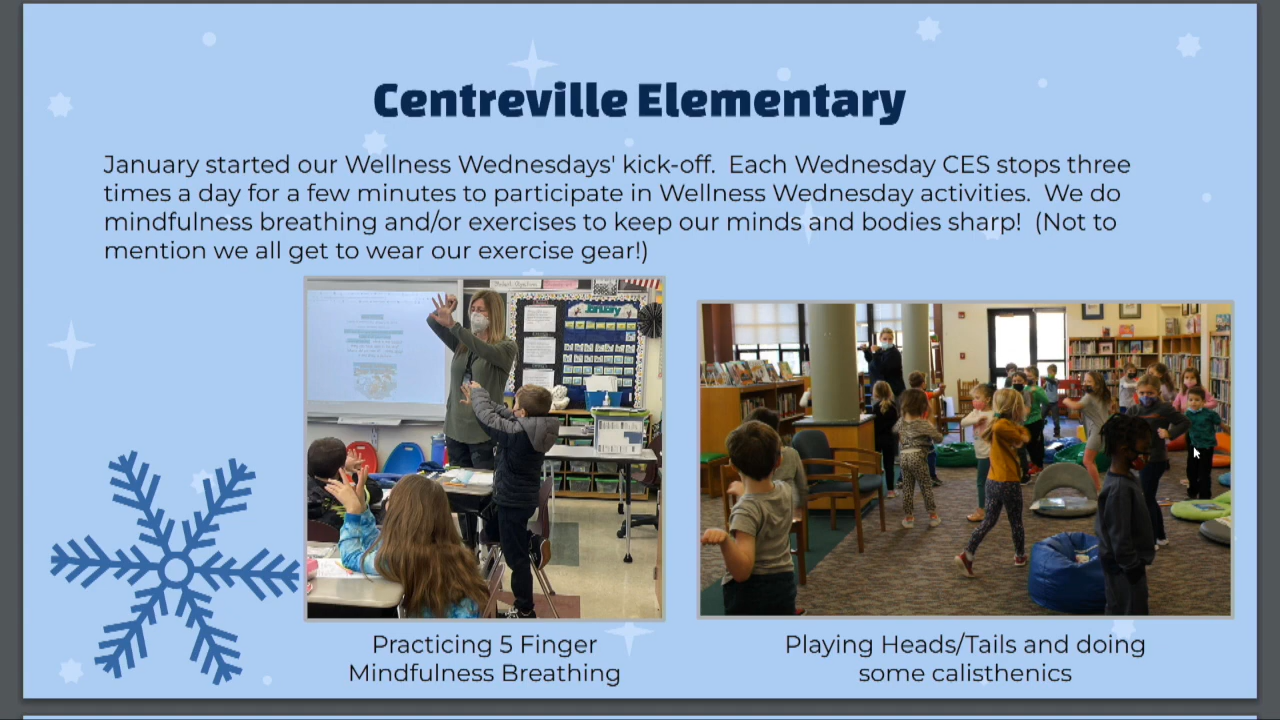 Centreville Elementary
January started our Wellness Wednesdays' kick-off.  Each Wednesday CES stops three
times a day for a few minutes to participate in Wellness Wednesday activities.  We do
mindfulness breathing and/or exercises to keep our minds and bodies sharp!  (Not to
mention we all get to wear our exercise gear!)
Practicing 5 Finger
Mindfulness Breathing
Playing Heads/Tails and doing
some calisthenics